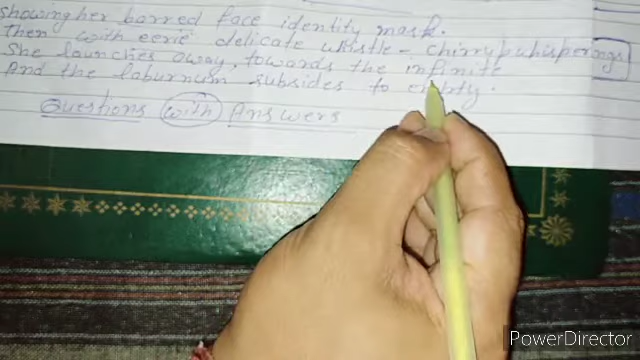 showing her barred face identity mask.
Then with eerie delicate whistle - chirrup whisperings
She launches away, towards the infinite
And the laburnum subsides to empty.
Questions with Answers
PowerDirector